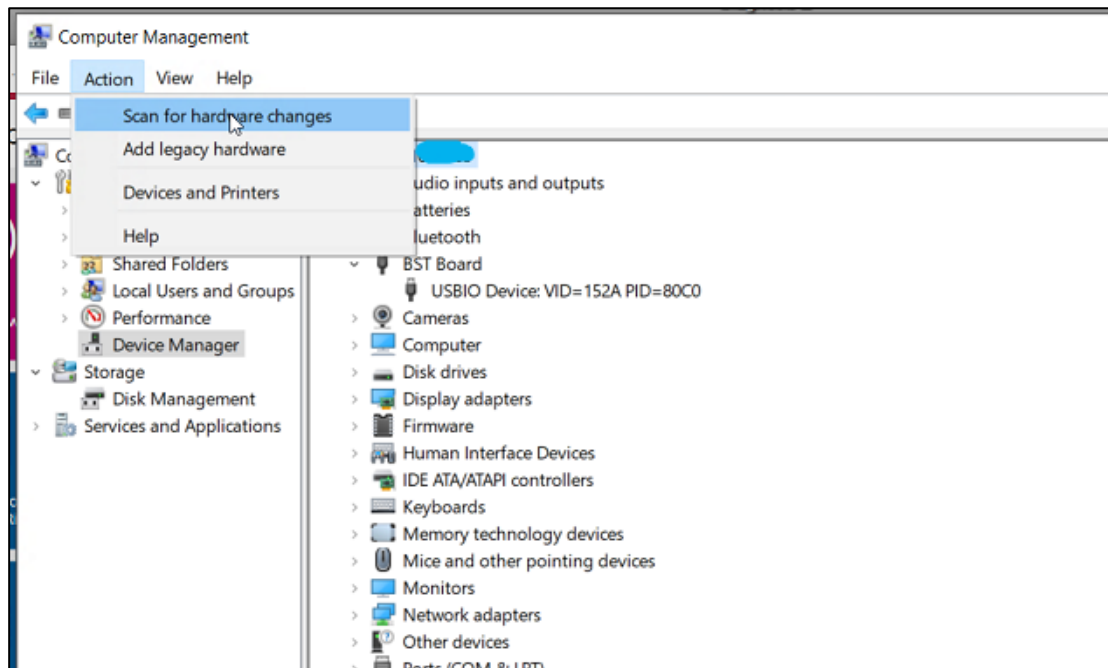 Computer Management
File Action View Help
Scan for hardware changes
Add legacy hardware
Devices and Printers
Help
Shared Folders
Local Users and Groups
Performance
Device Manager
Storage
Disk Management
Services and Applications
udio inputs and outputs
atteries
luetooth
BST Board
USBIO Device: VID=152A PID=80C0
Cameras
Computer
Disk drives
Display adapters
Firmware
Human Interface Devices
IDE ATA/ATAPI controllers
Keyboards
Memory technology devices
Mice and other pointing devices
Monitors
Network adapters
Other devices
Ports (COM & LPT)